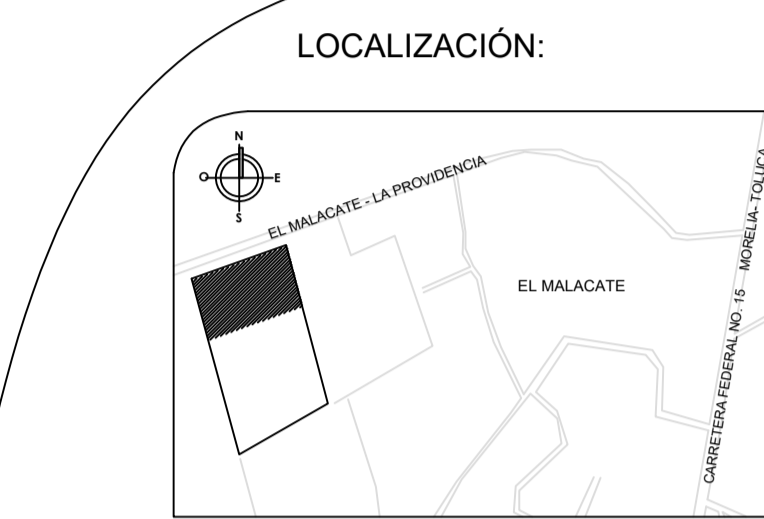 LOCALIZACIÓN:
N
O E
S
EL MALACATE - LA PROVIDENCIA
EL MALACATE
CARRETERA FEDERAL NO. 15 MORELIA- TOLUCA